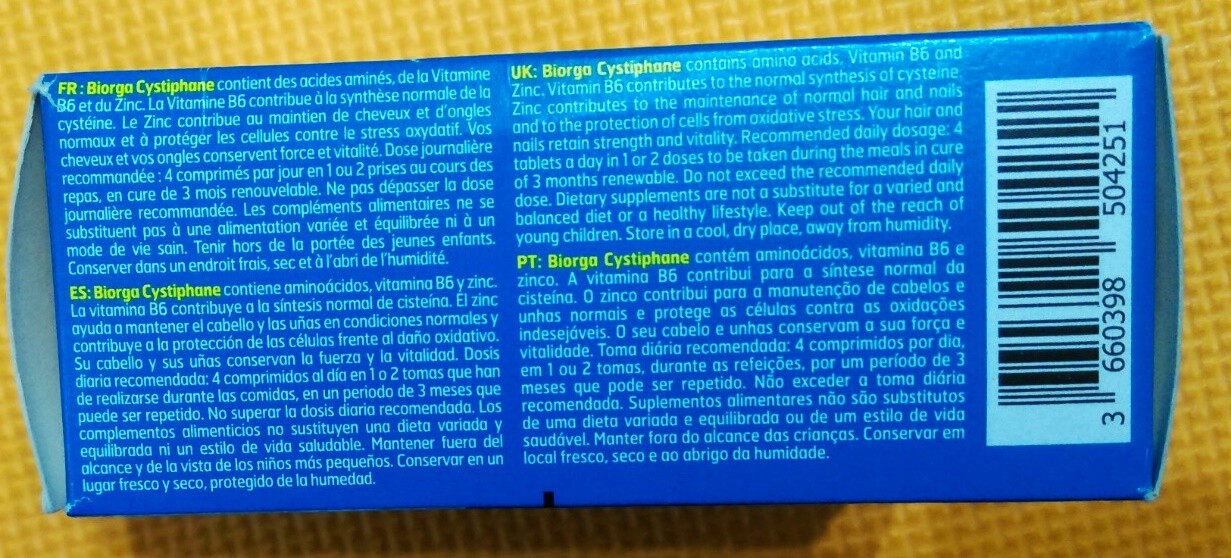 FR : Biorga Cystiphane contient des acides aminés, de la Vitamine
B6 et du Zinc. La Vitamine B6 contribue à la synthèse normale de la
cystéine. Le Zinc contribue au maintien de cheveux et d'ongles
normaux et à protéger les cellules contre le stress oxydatif. Vos
cheveux et vos ongles conservent force et vitalité. Dose journalière
recommandée : 4 comprimés par jour en 1 ou 2 prises au cours des
repas, en cure de 3 mois renouvelable. Ne pas dépasser la dose
journalière recommandée. Les compléments alimentaires ne se
substituent pas à une alimentation variée et équilibrée ni à un
mode de vie sain. Tenir hors de la portée des jeunes enfants.
Conserver dans un endroit frais, sec et à l'abri de l'humidité.
ES: Biorga Cystiphane contiene aminoácidos, vitamina B6 y zinc.
La vitamina B6 contribuye a la síntesis normal de cisteína. El zinc
ayuda a mantener el cabello y las uñas en condiciones normales y
contribuye a la protección de las células frente al daño oxidativo.
Su cabello y sus uñas conservan la fuerza y la vitalidad. Dosis
diaria recomendada: 4 comprimidos al día en 1 o 2 tomas que han
de realizarse durante las comidas, en un periodo de 3 meses que
puede ser repetido. No superar la dosis diaria recomendada. Los
complementos alimenticios no sustituyen una dieta variada y
equilibrada ni un estilo de vida saludable. Mantener fuera del
alcance y de la vista de los niños más pequeños. Conservar en un
lugar fresco y seco, protegido de la humedad.
UK: Biorga Cystiphane contains amino acids, Vitamin B6 and
Zinc. Vitamin B6 contributes to the normal synthesis of cysteine.
Zinc contributes to the maintenance of normal hair and nails
and to the protection of cells from oxidative stress. Your hair and
nails retain strength and vitality. Recommended daily dosage: 4
tablets a day in 1 or 2 doses to be taken during the meals in cure
of 3 months renewable. Do not exceed the recommended daily
dose. Dietary supplements are not a substitute for a varied and
balanced diet or a healthy lifestyle. Keep out of the reach of
young children. Store in a cool, dry place, away from humidity.
PT: Biorga Cystiphane contém aminoácidos, vitamina B6 e
zinco. A vitamina B6 contribui para a síntese normal da
cisteína. O zinco contribui para a manutenção de cabelos e
unhas normais e protege as células contra as oxidações
indesejáveis. O seu cabelo e unhas conservam a sua força e
vitalidade. Toma diária recomendada: 4 comprimidos por dia,
em 1 ou 2 tomas, durante as refeições, por um período de 3
meses que pode ser repetido. Não exceder a toma diária
recomendada. Suplementos alimentares não são substitutos
de uma dieta variada e equilibrada ou de um estilo de vida
saudável. Manter fora do alcance das crianças. Conservar em
local fresco, seco e ao abrigo da humidade.
3 660398 504251